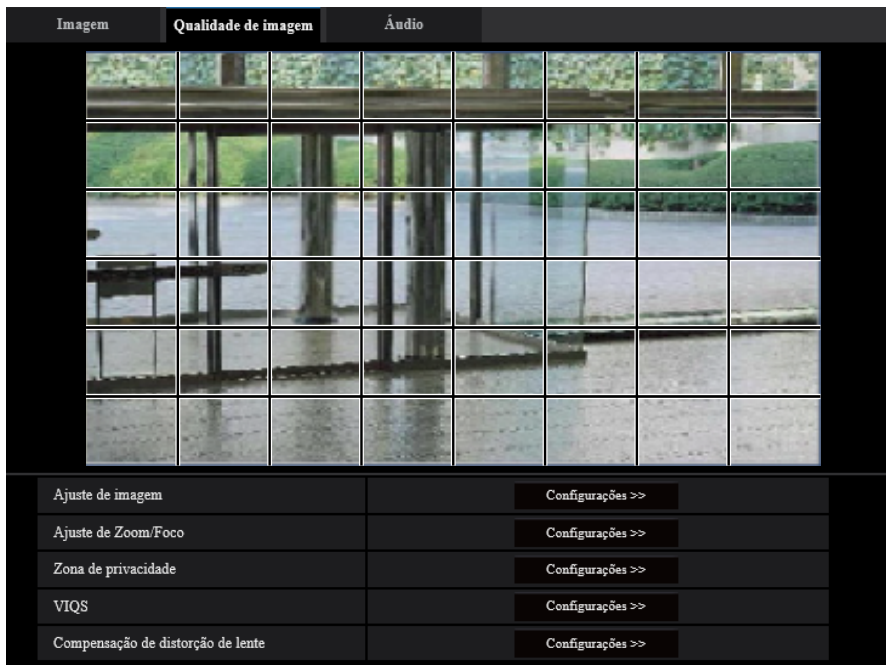 Imagem Qualidade de imagem Áudio
Ajuste de imagem Configurações >>
Ajuste de Zoom/Foco Configurações >>
Zona de privacidade Configurações >>
VIQS Configurações >>
Compensação de distorção de lente Configurações >>